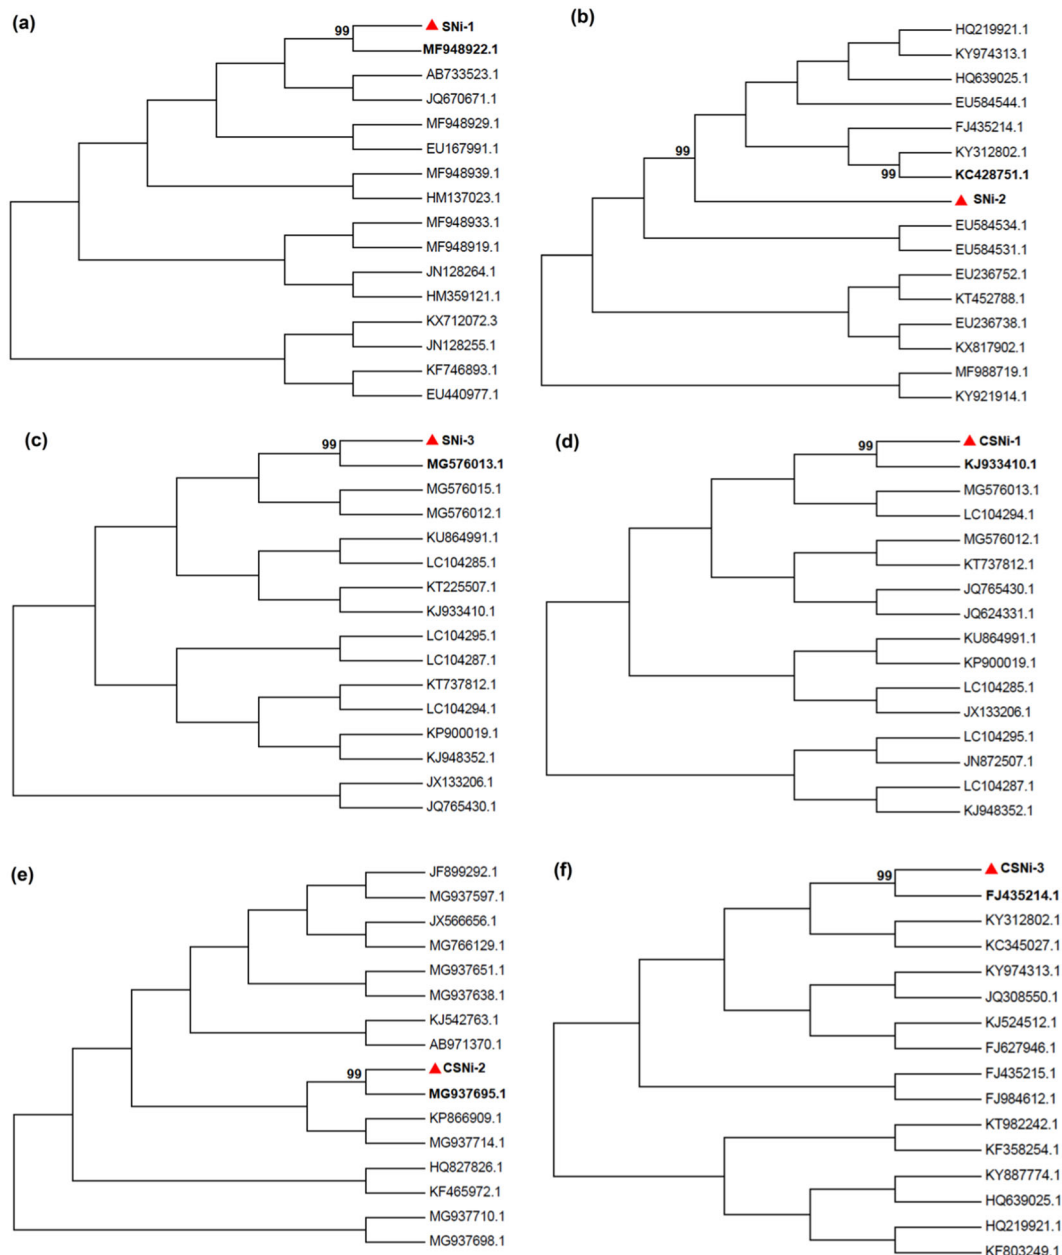 (a)
99
SNi-1
MF948922.1
AB733523.1
JQ670671.1
MF948929.1
EU167991.1
MF948939.1
HM137023.1
MF948933.1
MF948919.1
JN128264.1
HM359121.1
KX712072.3
JN128255.1
KF746893.1
EU440977.1
(b)
HQ219921.1
KY974313.1
HQ639025.1
EU584544.1
FJ435214.1
KY312802.1
99
99
KC428751.1
SNi-2
EU584534.1
EU584531.1
EU236752.1
KT452788.1
EU236738.1
KX817902.1
MF988719.1
KY921914.1
(c)
99
SNi-3
MG576013.1
MG576015.1
MG576012.1
KU864991.1
LC104285.1
KT225507.1
KJ933410.1
LC104295.1
LC104287.1
KT737812.1
LC104294.1
KP900019.1
KJ948352.1
JX133206.1
JQ765430.1
(d)
99
CSNi-1
KJ933410.1
MG576013.1
LC104294.1
MG576012.1
KT737812.1
JQ765430.1
JQ624331.1
KU864991.1
KP900019.1
LC104285.1
JX133206.1
LC104295.1
JN872507.1
LC104287.1
KJ948352.1
(e)
JF899292.1
MG937597.1
JX566656.1
MG766129.1
MG937651.1
MG937638.1
KJ542763.1
AB971370.1
99
CSNi-2
MG937695.1
KP866909.1
MG937714.1
HQ827826.1
KF465972.1
MG937710.1
MG937698.1
(f)
99
CSNi-3
FJ435214.1
KY312802.1
KC345027.1
KY974313.1
JQ308550.1
KJ524512.1
FJ627946.1
FJ435215.1
FJ984612.1
KT982242.1
KF358254.1
KY887774.1
HQ639025.1
HQ219921.1
KF803249.1